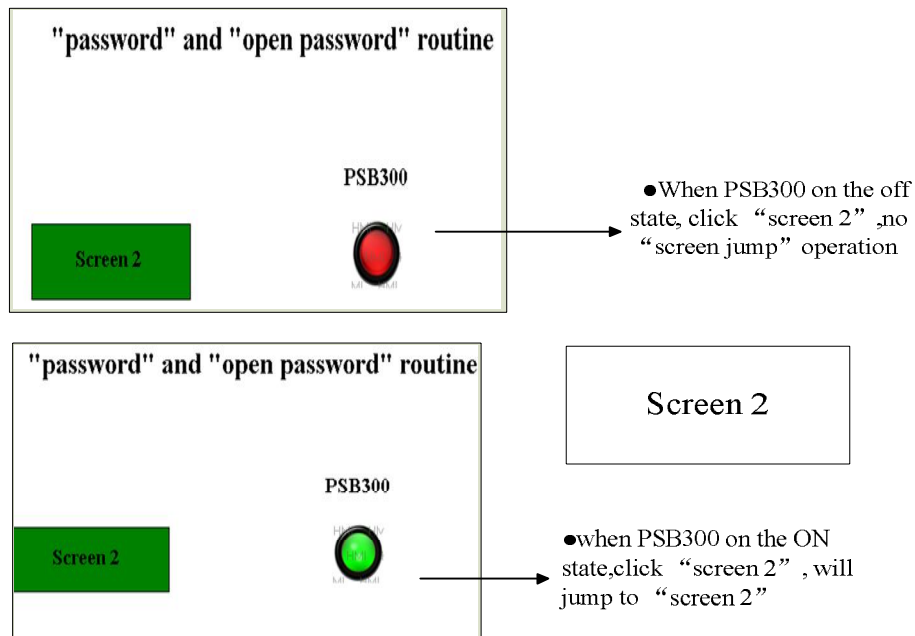 "password" and "open password" routine
PSB300
Screen 2
●When PSB300 on the off
state, click “screen 2” ,no
“screen jump” operation
"password" and "open password" routine
Screen 2
PSB300
Screen 2
●when PSB300 on the ON
state,click “screen 2” , will
jump to “screen 2”